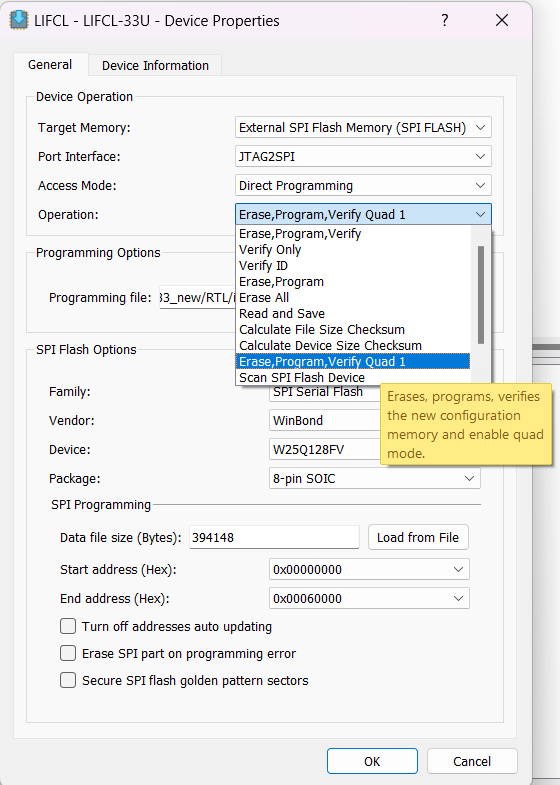 LIFCL - LIFCL-33U - Device Properties
?
General
Device Information
Device Operation
Target Memory:
External SPI Flash Memory (SPI FLASH)
Port Interface:
JTAG2SPI
Access Mode:
Direct Programming
Operation:
Erase,Program,Verify Quad 1
Erase,Program,Verify
Verify Only
Verify ID
Erase,Program
Erase All
Read and Save
Calculate File Size Checksum
Calculate Device Size Checksum
Erase,Program,Verify Quad 1
Scan SPI Flash Device
Erases, programs, verifies
the new configuration
memory and enable quad
mode.
Programming Options
Programming file:
33_new/RTL/i
SPI Flash Options
Family:
SPI Serial Flash
Vendor:
WinBond
Device:
W25Q128FV
Package:
8-pin SOIC
SPI Programming
Data file size (Bytes):
394148
Load from File
Start address (Hex):
0x00000000
End address (Hex):
0x00060000
Turn off addresses auto updating
Erase SPI part on programming error
Secure SPI flash golden pattern sectors
OK
Cancel